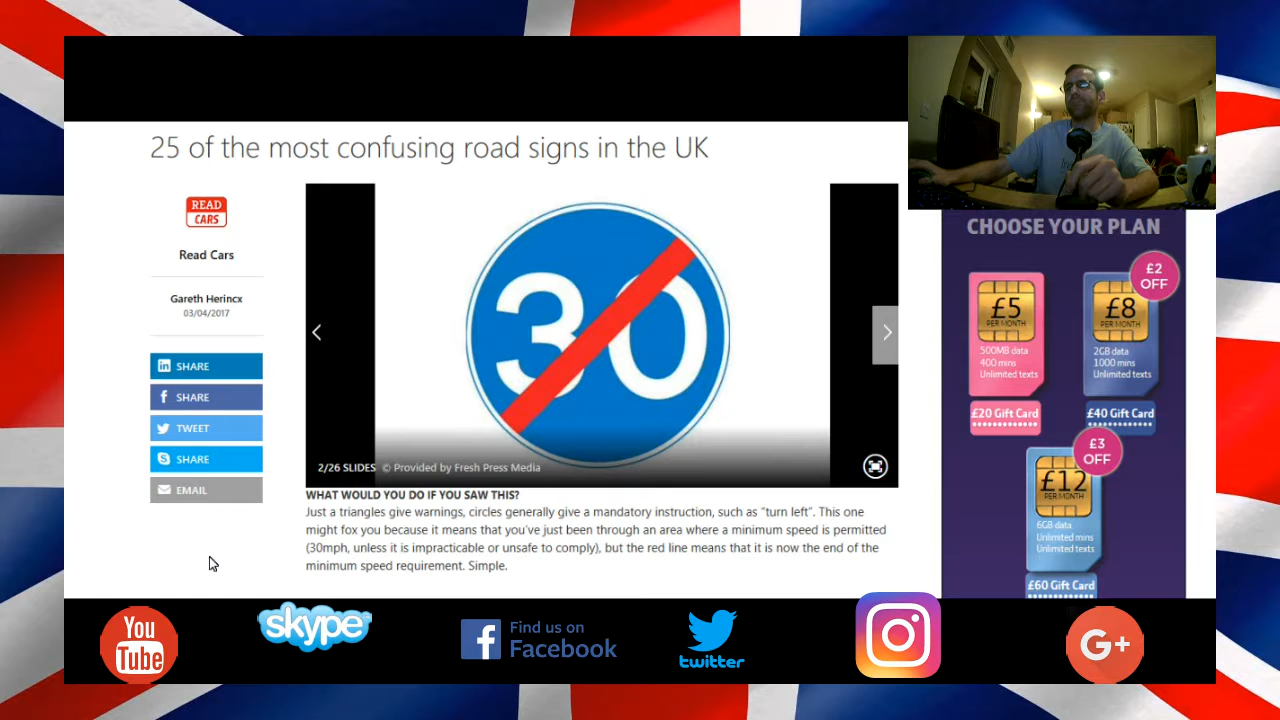 25 of the most confusing road signs in the UK
READ
CARS
Read Cars
Gareth Herincx
03/04/2017
in SHARE
f SHARE
TWEET
S SHARE
EMAIL
30
2/26 SLIDES © Provided by Fresh Press Media
WHAT WOULD YOU DO IF YOU SAW THIS?
Just a triangles give warnings, circles generally give a mandatory instruction, such as "turn left". This one
might fox you because it means that you've just been through an area where a minimum speed is permitted
(30mph, unless it is impracticable or unsafe to comply), but the red line means that it is now the end of the
minimum speed requirement. Simple.
CHOOSE YOUR PLAN
£5
PER MONTH
500MB data
400 mins
Unlimited texts
£20 Gift Card
£2
OFF
£8
PER MONTH
2GB data
1000 mins
Unlimited texts
£40 Gift Card
£3
OFF
£12
PER MONTH
6GB data
Unlimited mins
Unlimited texts
£60 Gift Card
You
Tube
skype
f Find us on
Facebook
twitter
G+